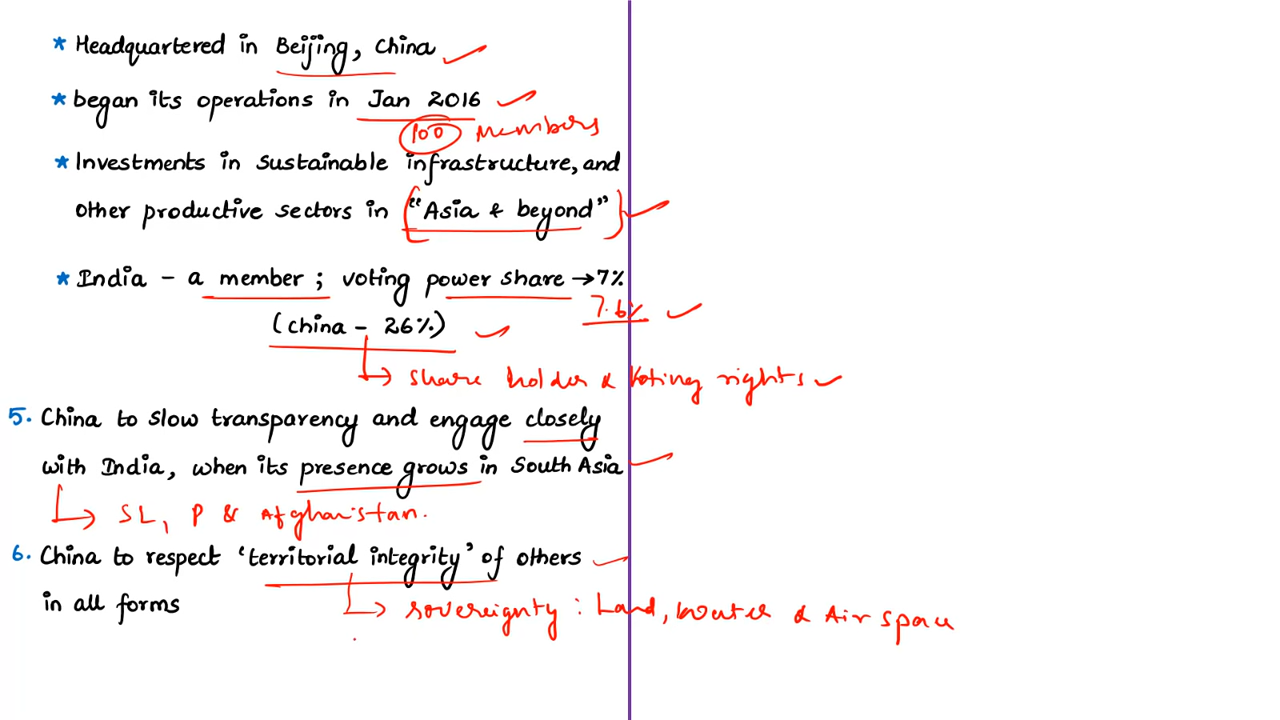 * Headquartered in Beijing, China
* began its operations in Jan 2016
100 members
* Investments in sustainable infrastructure, and
other productive sectors in "Asia & beyond"
* India - a member ; voting power share → 7%
7.6%
(china - 26%)
→ share holder & voting rights
5. China to slow transparency and engage closely
with India, when its presence grows in South Asia
→ SL, P & Afghanistan.
6. China to respect 'territorial integrity' of others
in all forms
→ sovereignty : Land, water & Air space